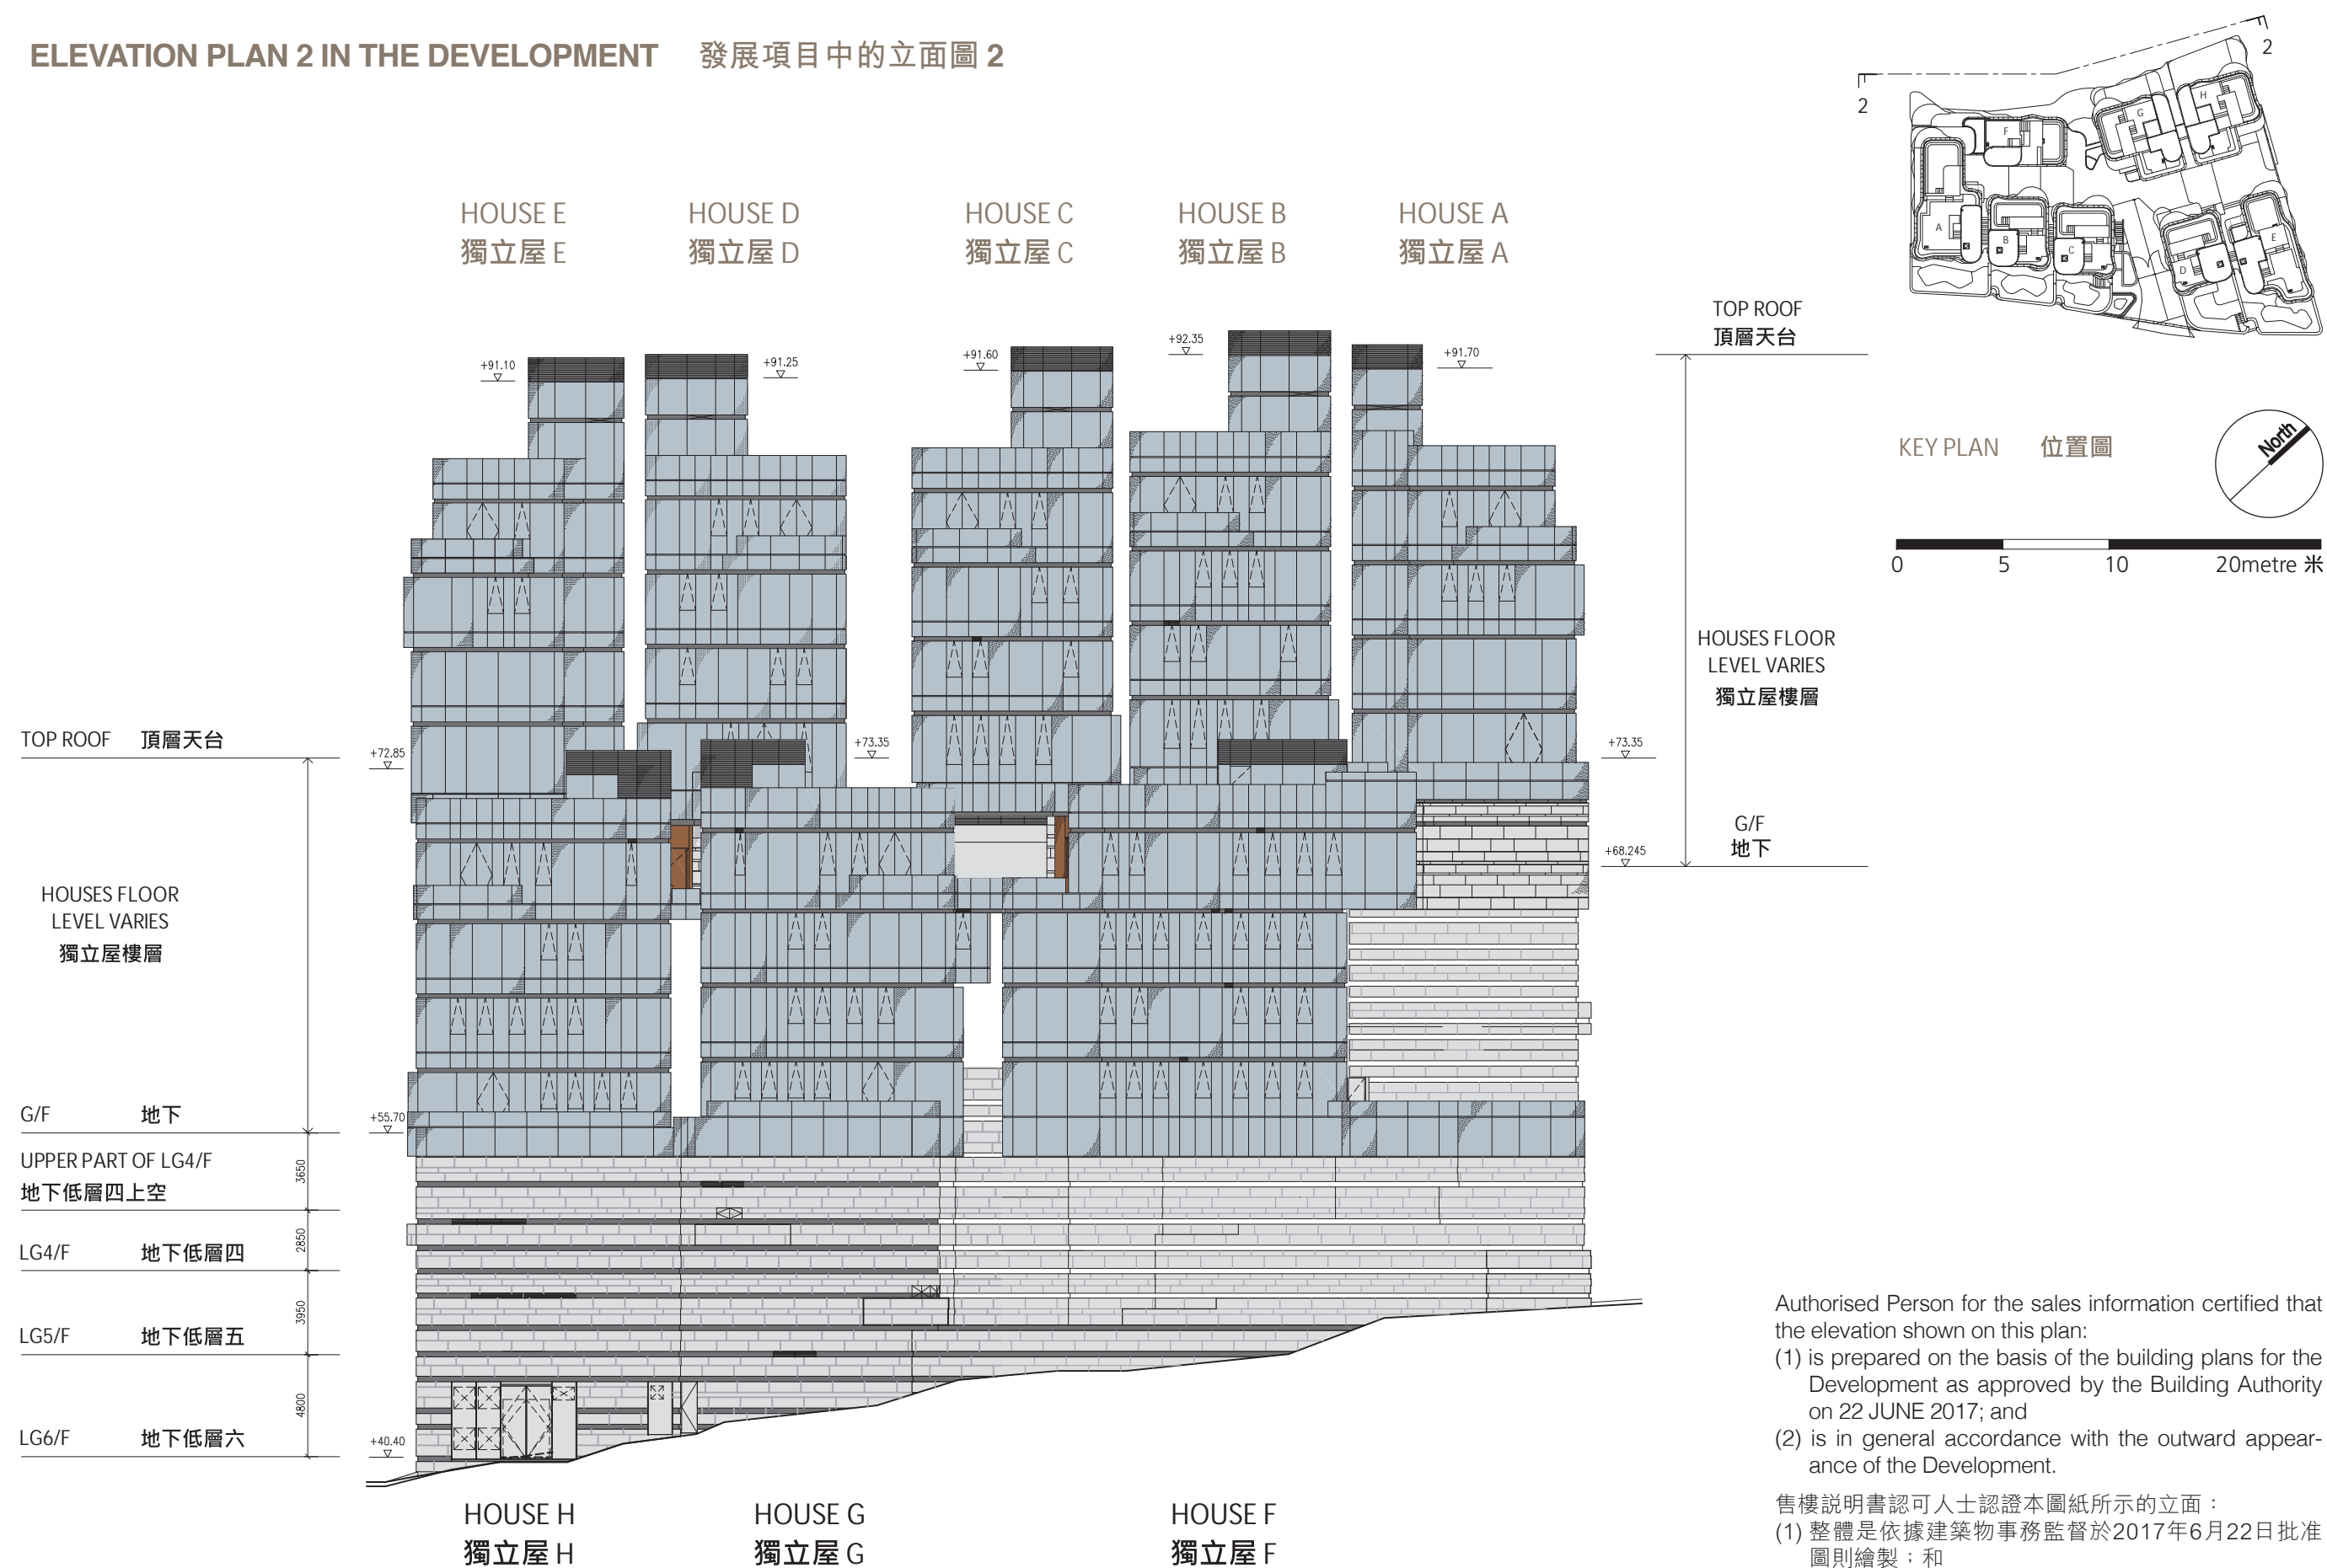 ELEVATION PLAN 2 IN THE DEVELOPMENT 發展項目中的立面圖 2
2
2
F
G
H
A
B
C
D
E
HOUSE E
獨立屋 E
HOUSE D
獨立屋 D
HOUSE C
獨立屋 C
HOUSE B
獨立屋 B
HOUSE A
獨立屋 A
TOP ROOF
頂層天台
+91.10
+91.25
+91.60
+92.35
+91.70
KEY PLAN 位置圖
North
0 5 10 20metre 米
HOUSES FLOOR
LEVEL VARIES
獨立屋樓層
TOP ROOF 頂層天台
+72.85
+73.35
+73.35
G/F
地下
+68.245
HOUSES FLOOR
LEVEL VARIES
獨立屋樓層
G/F 地下
+55.70
UPPER PART OF LG4/F
地下低層四上空
3650
LG4/F 地下低層四
2850
LG5/F 地下低層五
3950
LG6/F 地下低層六
4800
+40.40
HOUSE H
獨立屋 H
HOUSE G
獨立屋 G
HOUSE F
獨立屋 F
Authorised Person for the sales information certified that
the elevation shown on this plan:
(1) is prepared on the basis of the building plans for the
Development as approved by the Building Authority
on 22 JUNE 2017; and
(2) is in general accordance with the outward appear-
ance of the Development.
售樓説明書認可人士認證本圖紙所示的立面：
(1) 整體是依據建築物事務監督於2017年6月22日批准
圖則繪製；和